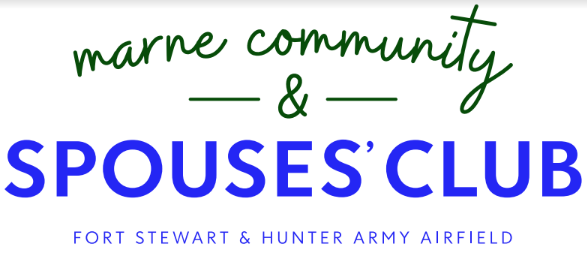 marne community
&
SPOUSES' CLUB
FORT STEWART & HUNTER ARMY AIRFIELD